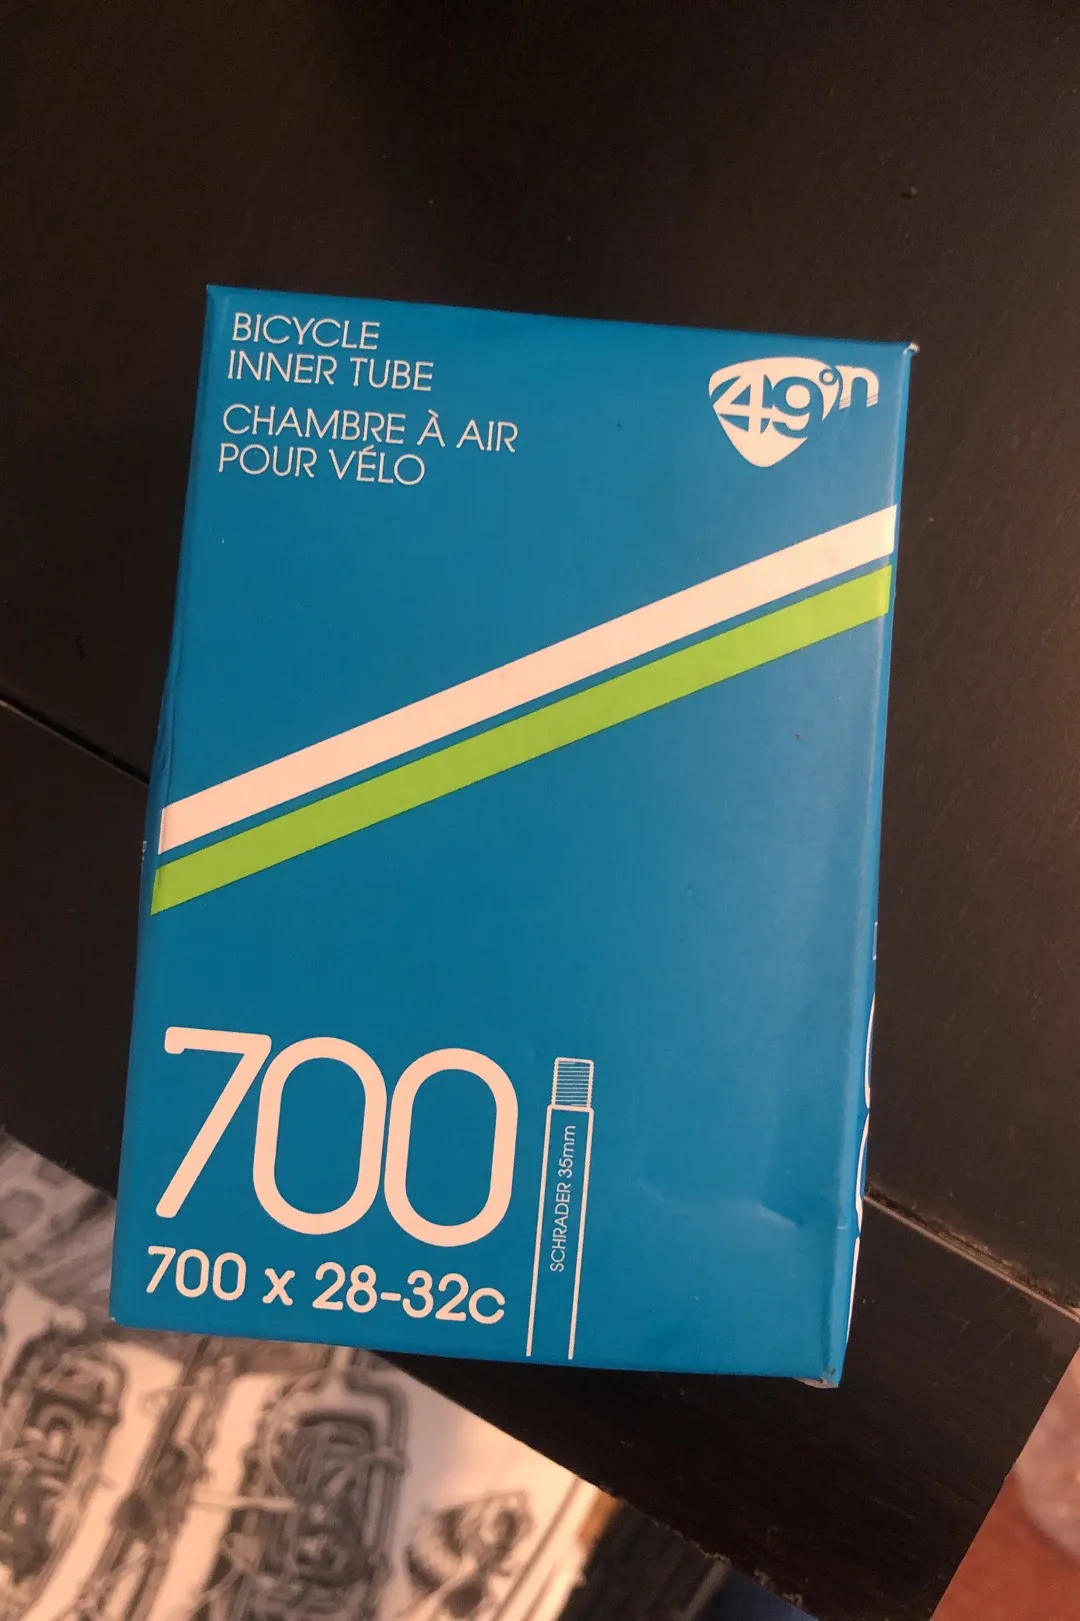 BICYCLE
INNER TUBE
CHAMBRE À AIR
POUR VÉLO
49°n
700
SCHRADER 35mm
700 x 28-32c